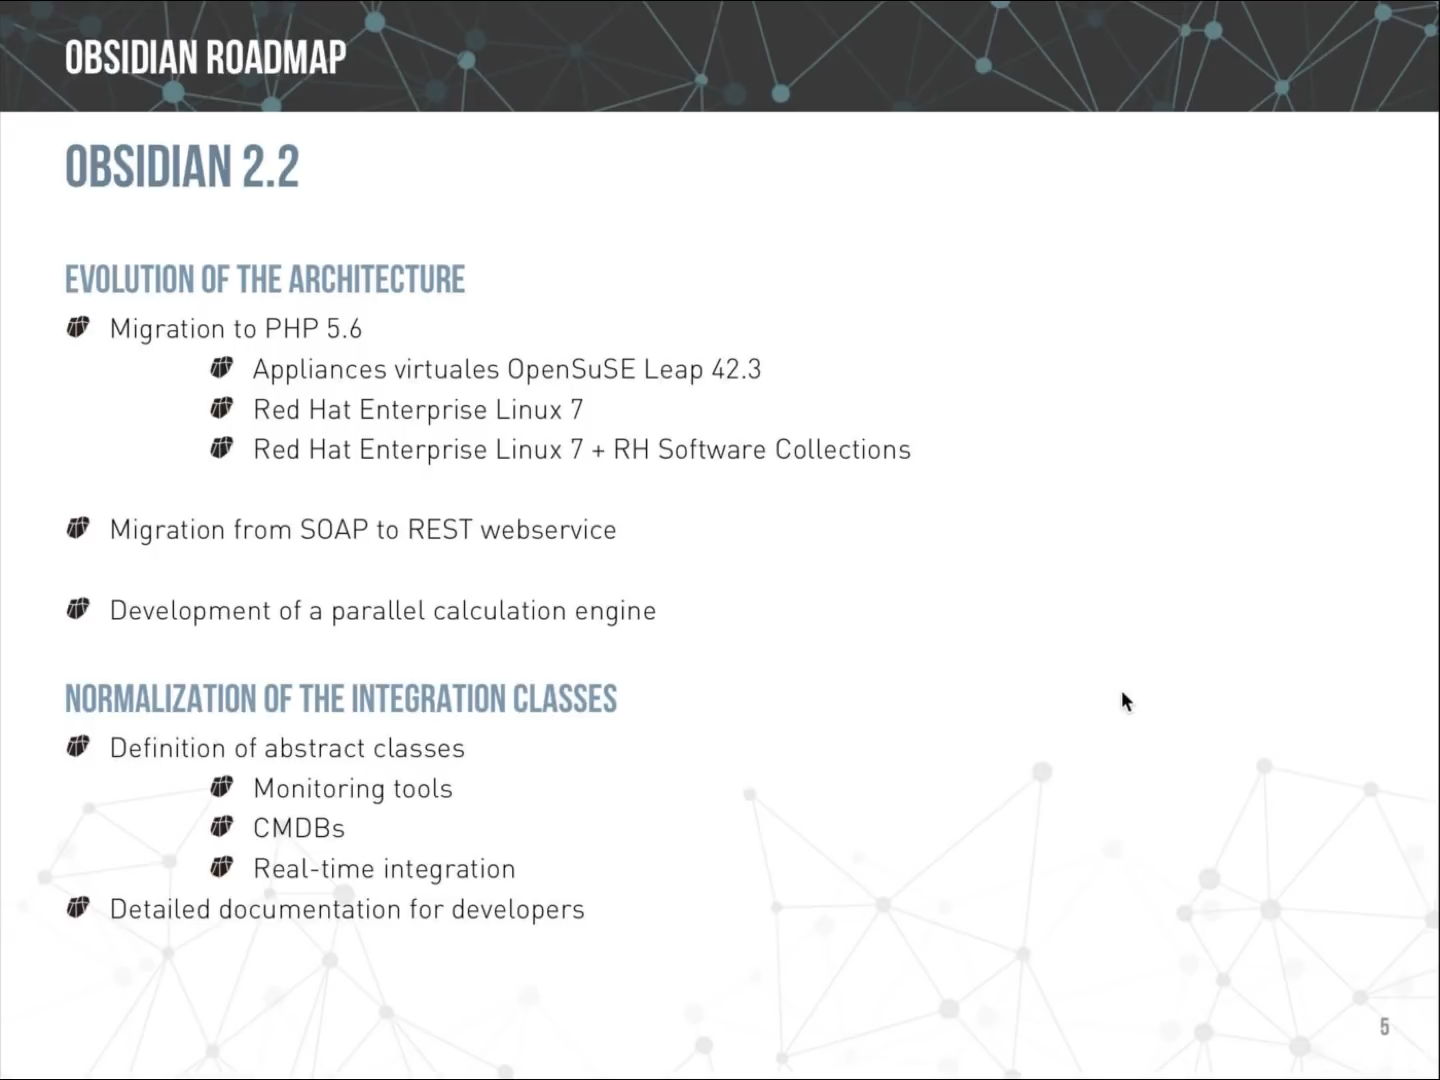 OBSIDIAN ROADMAP
OBSIDIAN 2.2
EVOLUTION OF THE ARCHITECTURE
Migration to PHP 5.6
Appliances virtuales OpenSuSE Leap 42.3
Red Hat Enterprise Linux 7
Red Hat Enterprise Linux 7 + RH Software Collections
Migration from SOAP to REST webservice
Development of a parallel calculation engine
NORMALIZATION OF THE INTEGRATION CLASSES
Definition of abstract classes
Monitoring tools
CMDBs
Real-time integration
Detailed documentation for developers
5